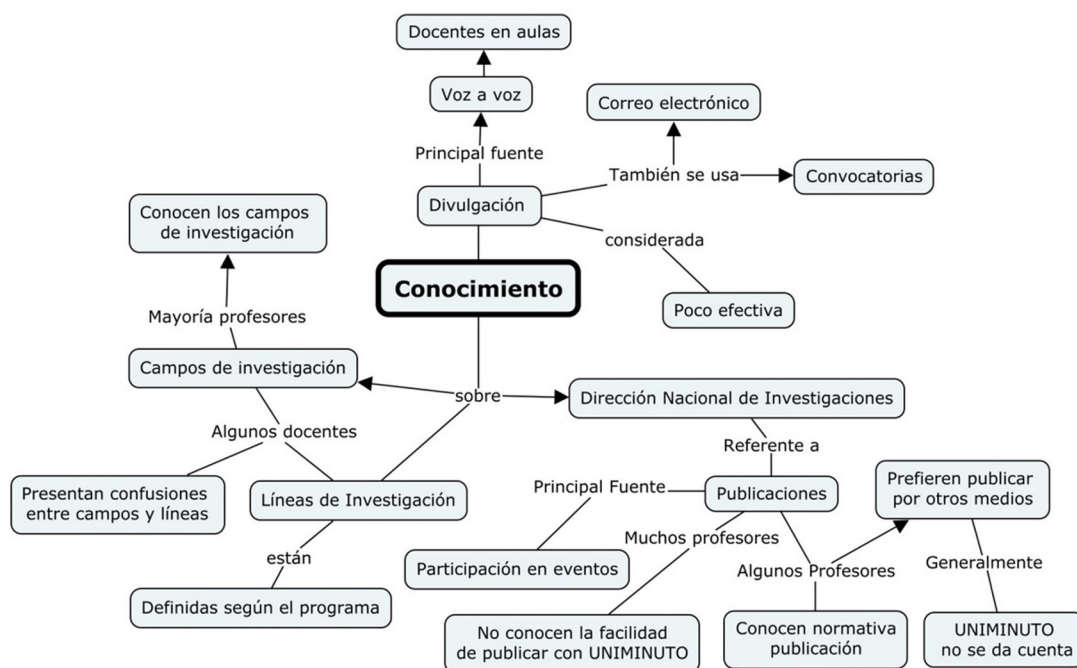 Docentes en aulas
Voz a voz
Correo electrónico
Principal fuente
También se usa
Convocatorias
Divulgación
Conocen los campos
de investigación
considerada
Conocimiento
Poco efectiva
Mayoría profesores
Campos de investigación
sobre
Dirección Nacional de Investigaciones
Algunos docentes
Referente a
Presentan confusiones
entre campos y líneas
Líneas de Investigación
Principal Fuente
Publicaciones
Prefieren publicar
por otros medios
Muchos profesores
están
Participación en eventos
Algunos Profesores
Generalmente
Definidas según el programa
No conocen la facilidad
de publicar con UNIMINUTO
Conocen normativa
publicación
UNIMINUTO
no se da cuenta